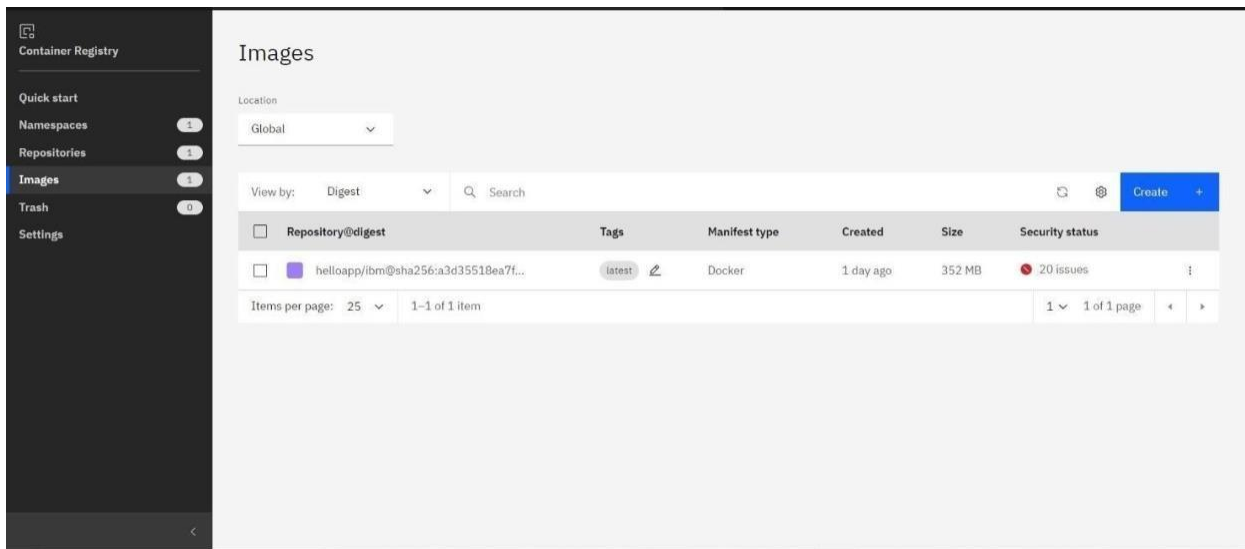 Container Registry
Quick start
Namespaces 1
Repositories 1
Images 1
Trash 0
Settings
Images
Location
Global
View by: Digest Search Create +
Repository@digest Tags Manifest type Created Size Security status
helloapp/ibm@sha256:a3d35518ea7f... latest Docker 1 day ago 352 MB 20 issues
Items per page: 25 1–1 of 1 item 1 1 of 1 page